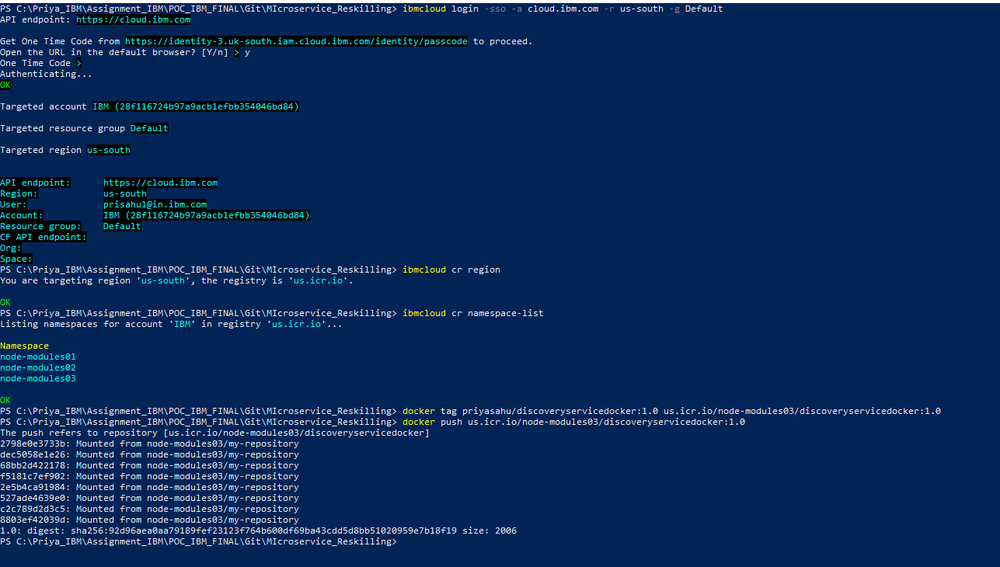 PS C:\Priya_IBM\Assignment_IBM\POC_IBM_FINAL\Git\MIcroservice_Reskilling> ibmcloud login -sso -a cloud.ibm.com -r us-south -g Default
API endpoint: https://cloud.ibm.com
Get One Time Code from https://identity-3.uk-south.iam.cloud.ibm.com/identity/passcode to proceed.
Open the URL in the default browser? [Y/n] > y
One Time Code >
Authenticating...
OK
Targeted account IBM (28f116724b97a9acb1efbb354046bd84)
Targeted resource group Default
Targeted region us-south
API endpoint: https://cloud.ibm.com
Region: us-south
User: prisahu1@in.ibm.com
Account: IBM (28f116724b97a9acb1efbb354046bd84)
Resource group: Default
CF API endpoint:
Org:
Space:
PS C:\Priya_IBM\Assignment_IBM\POC_IBM_FINAL\Git\MIcroservice_Reskilling> ibmcloud cr region
You are targeting region 'us-south', the registry is 'us.icr.io'.
OK
PS C:\Priya_IBM\Assignment_IBM\POC_IBM_FINAL\Git\MIcroservice_Reskilling> ibmcloud cr namespace-list
Listing namespaces for account 'IBM' in registry 'us.icr.io'...
Namespace
node-modules01
node-modules02
node-modules03
OK
PS C:\Priya_IBM\Assignment_IBM\POC_IBM_FINAL\Git\MIcroservice_Reskilling> docker tag priyasahu/discoveryservicedocker:1.0 us.icr.io/node-modules03/discoveryservicedocker:1.0
PS C:\Priya_IBM\Assignment_IBM\POC_IBM_FINAL\Git\MIcroservice_Reskilling> docker push us.icr.io/node-modules03/discoveryservicedocker:1.0
The push refers to repository [us.icr.io/node-modules03/discoveryservicedocker]
2798e0e3733b: Mounted from node-modules03/my-repository
dec5058e1e26: Mounted from node-modules03/my-repository
68bb2d422178: Mounted from node-modules03/my-repository
f5181c7ef902: Mounted from node-modules03/my-repository
2e5b4ca91984: Mounted from node-modules03/my-repository
527ade4639e0: Mounted from node-modules03/my-repository
c2c789d2d3c5: Mounted from node-modules03/my-repository
8803ef42039d: Mounted from node-modules03/my-repository
1.0: digest: sha256:92d96aea0aa79189fef23123f764b600df69ba43cdd5d8bb51020959e7b18f19 size: 2006
PS C:\Priya_IBM\Assignment_IBM\POC_IBM_FINAL\Git\MIcroservice_Reskilling>